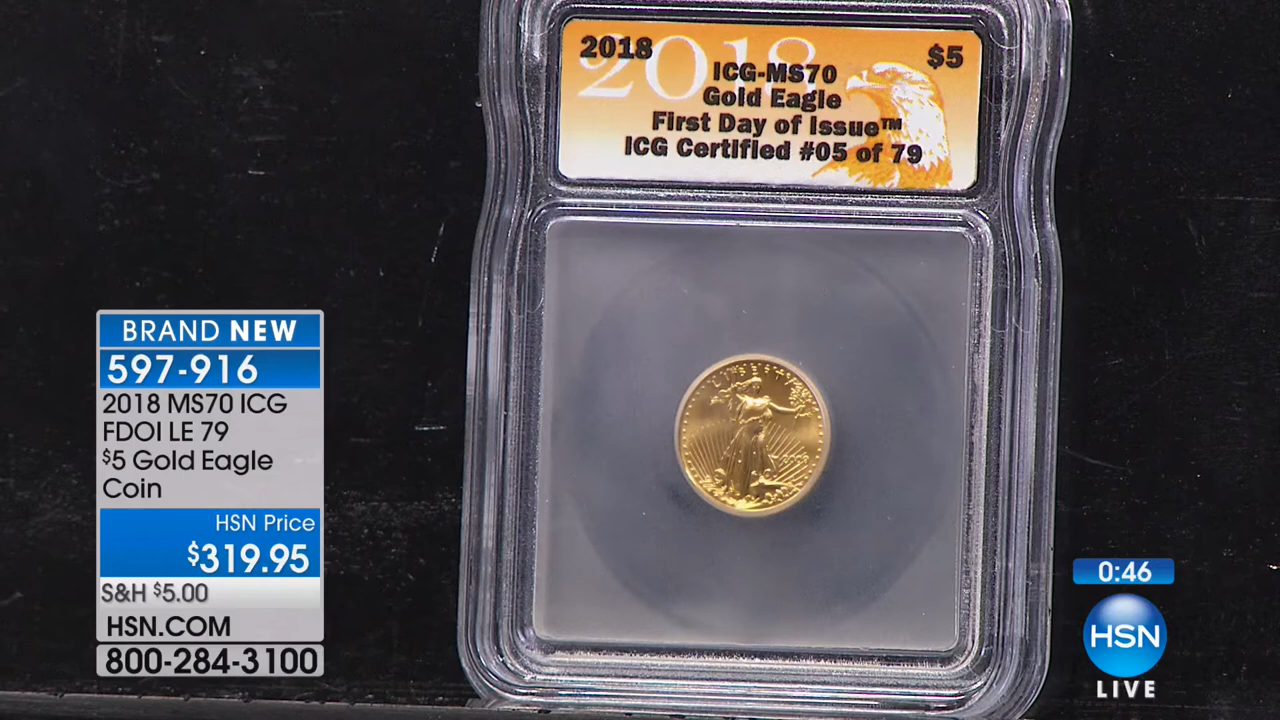 2018
2018
$5
ICG-MS70
Gold Eagle
First Day of Issue™
ICG Certified #05 of 79
BRAND NEW
597-916
2018 MS70 ICG
FDOI LE 79
$5 Gold Eagle
Coin
HSN Price
$319.95
S&H $5.00
HSN.COM
800-284-3100
LIBERTY
0:46
HSN
LIVE